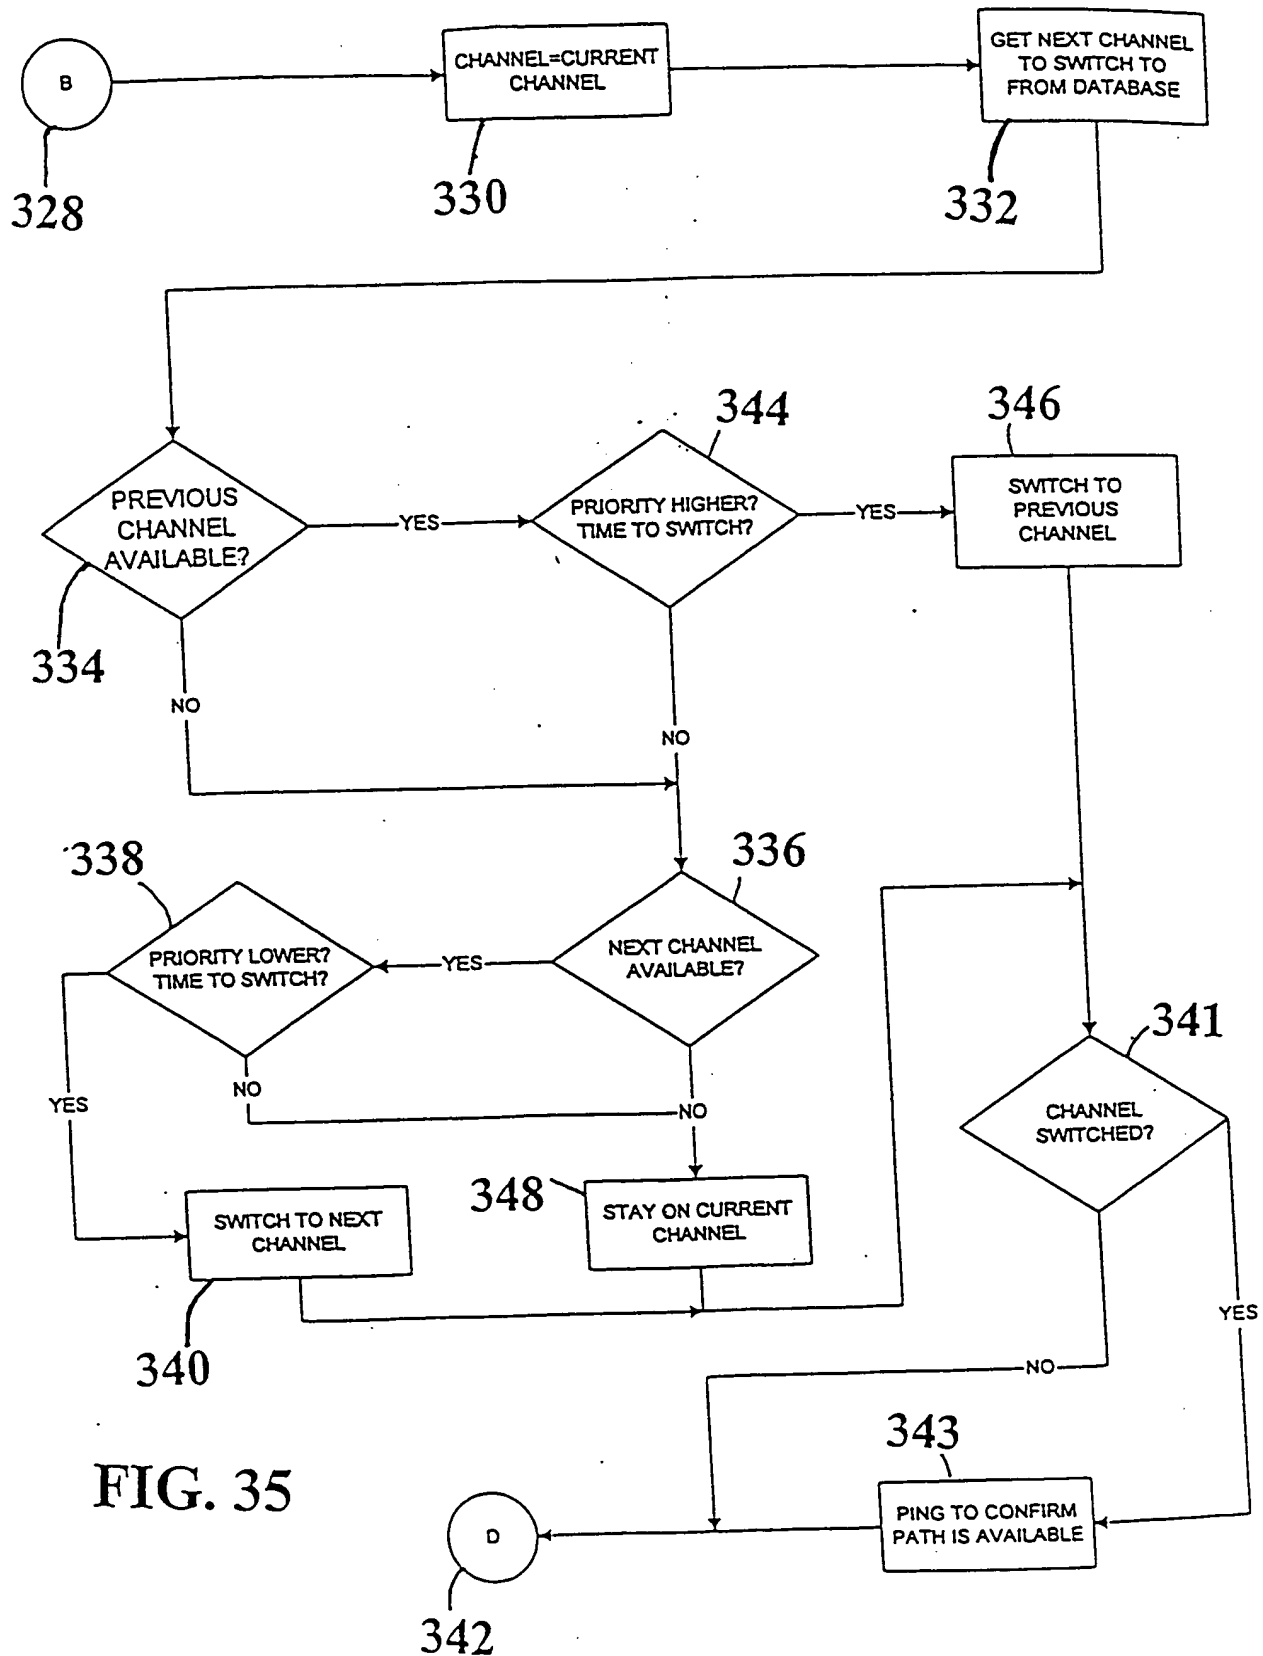 B
CHANNEL=CURRENT
CHANNEL
GET NEXT CHANNEL
TO SWITCH TO
FROM DATABASE
328
330
332
344
346
PREVIOUS
CHANNEL
AVAILABLE?
YES
PRIORITY HIGHER?
TIME TO SWITCH?
YES
SWITCH TO
PREVIOUS
CHANNEL
334
NO
NO
338
336
PRIORITY LOWER?
TIME TO SWITCH?
YES
NEXT CHANNEL
AVAILABLE?
341
YES
NO
NO
CHANNEL
SWITCHED?
348
SWITCH TO NEXT
CHANNEL
STAY ON CURRENT
CHANNEL
YES
340
NO
343
FIG. 35
D
PING TO CONFIRM
PATH IS AVAILABLE
342